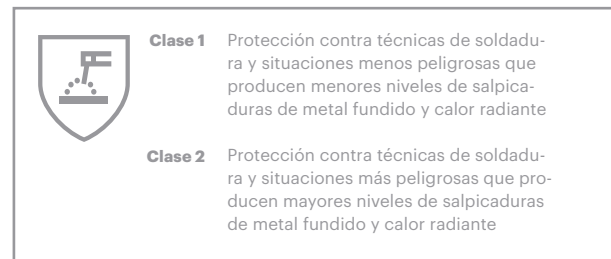 Clase 1 Protección contra técnicas de soldadu-
ra y situaciones menos peligrosas que
producen menores niveles de salpica-
duras de metal fundido y calor radiante
Clase 2 Protección contra técnicas de soldadu-
ra y situaciones más peligrosas que pro-
ducen mayores niveles de salpicaduras
de metal fundido y calor radiante